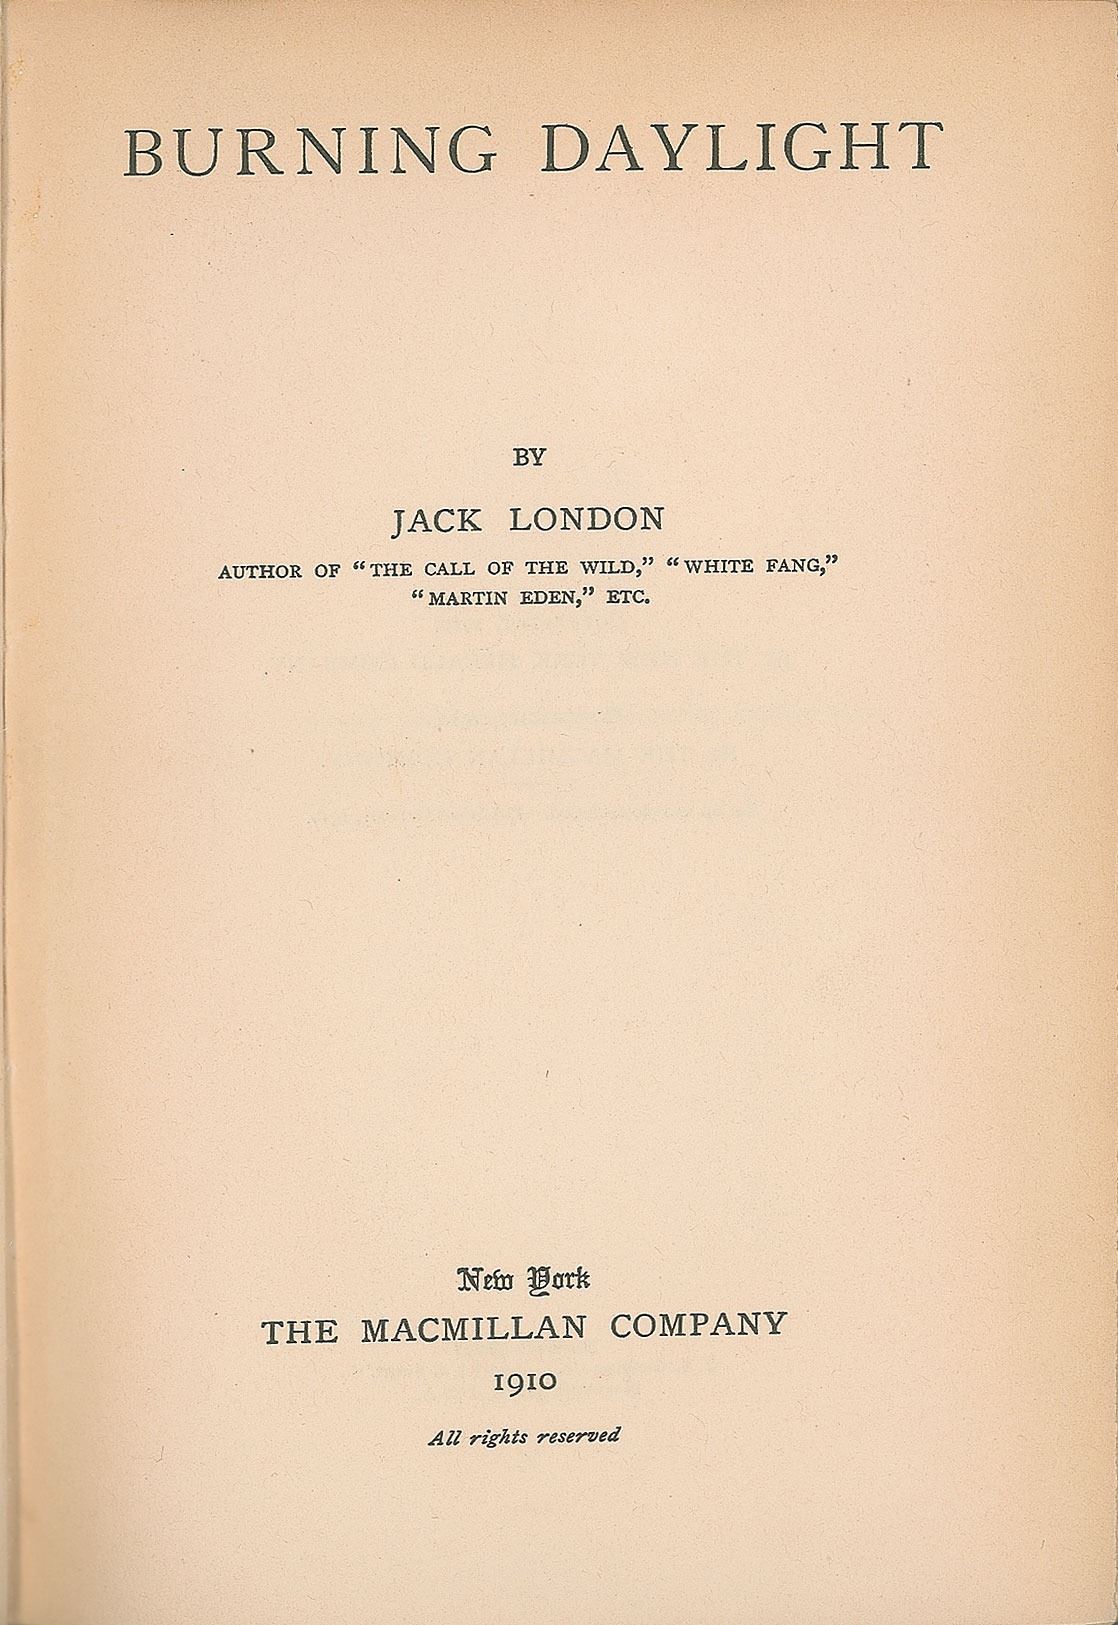 BURNING DAYLIGHT
BY
JACK LONDON
AUTHOR OF “THE CALL OF THE WILD,” “WHITE FANG,”
“MARTIN EDEN,” ETC.
New York
THE MACMILLAN COMPANY
1910
All rights reserved